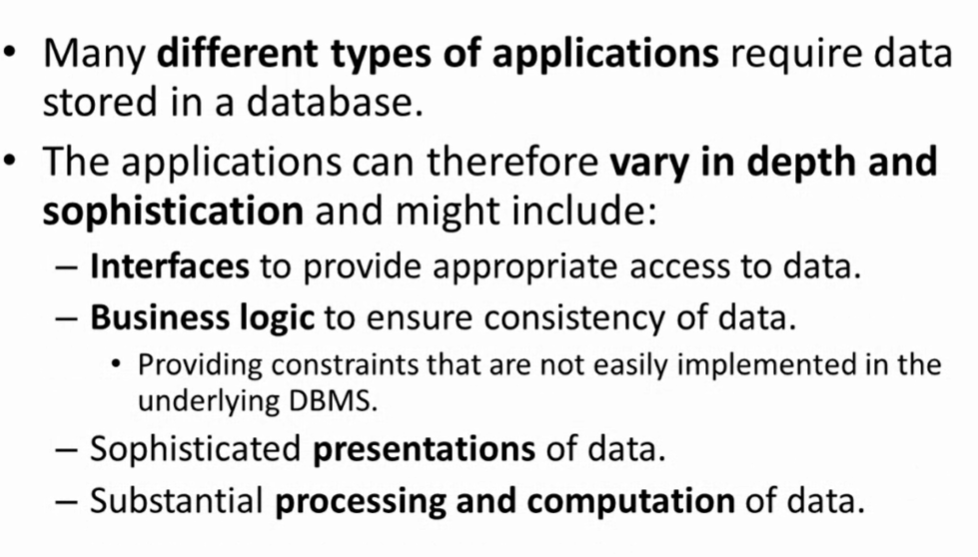 • Many different types of applications require data
stored in a database.
• The applications can therefore vary in depth and
sophistication and might include:
– Interfaces to provide appropriate access to data.
– Business logic to ensure consistency of data.
• Providing constraints that are not easily implemented in the
underlying DBMS.
– Sophisticated presentations of data.
– Substantial processing and computation of data.